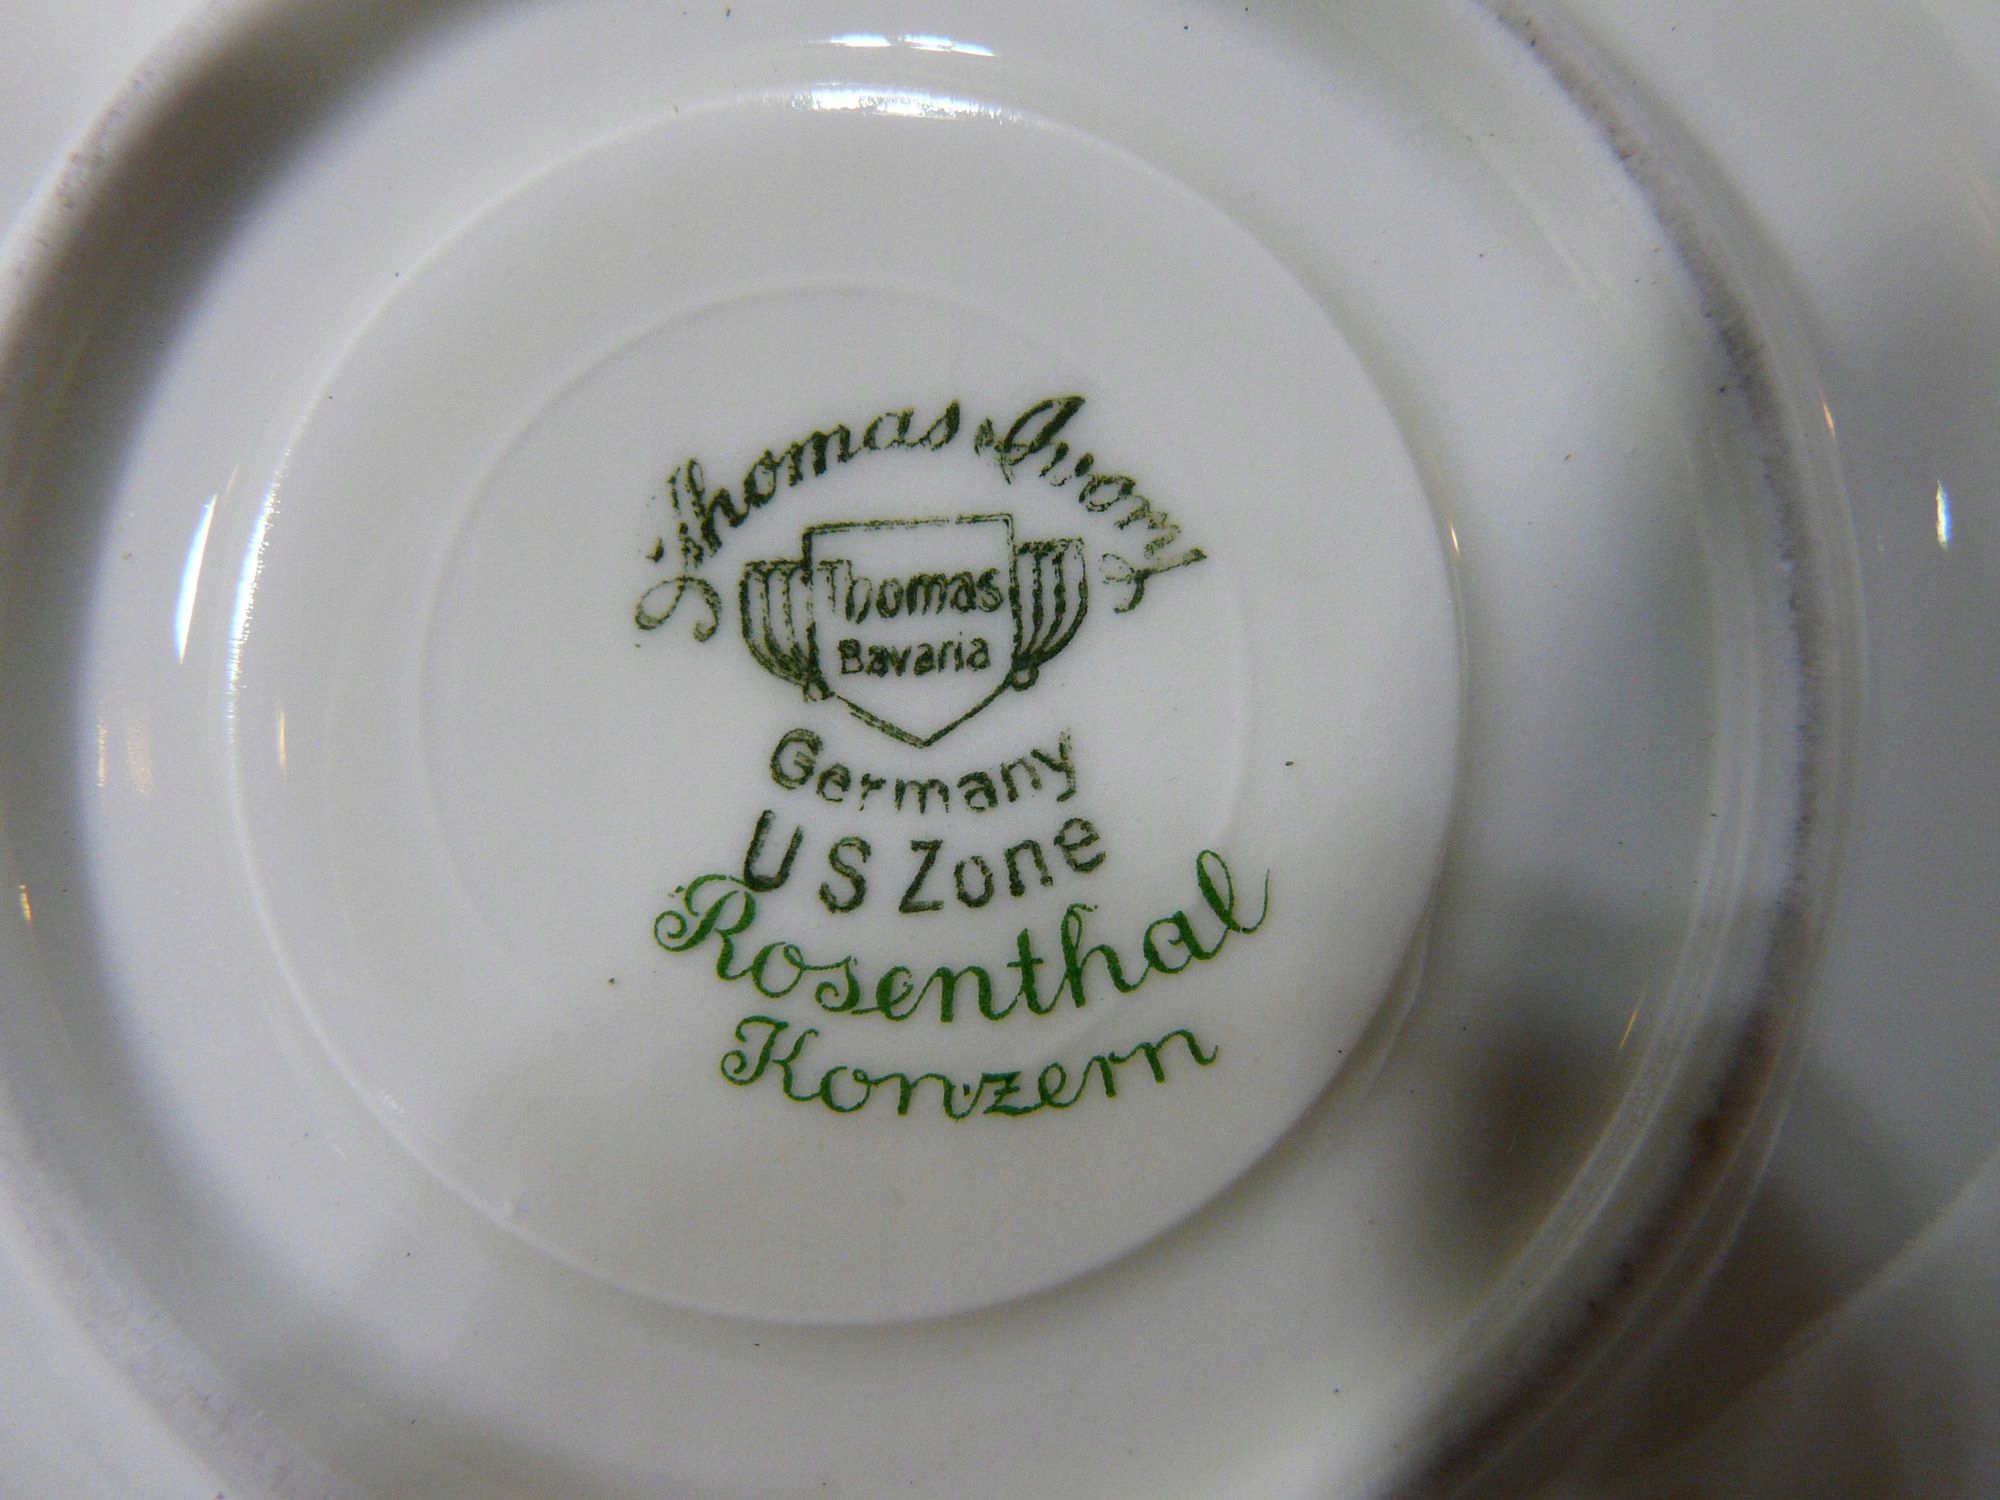 Thomas Ivory
Thomas
Bavaria
Germany
US Zone
Rosenthal
Konzern